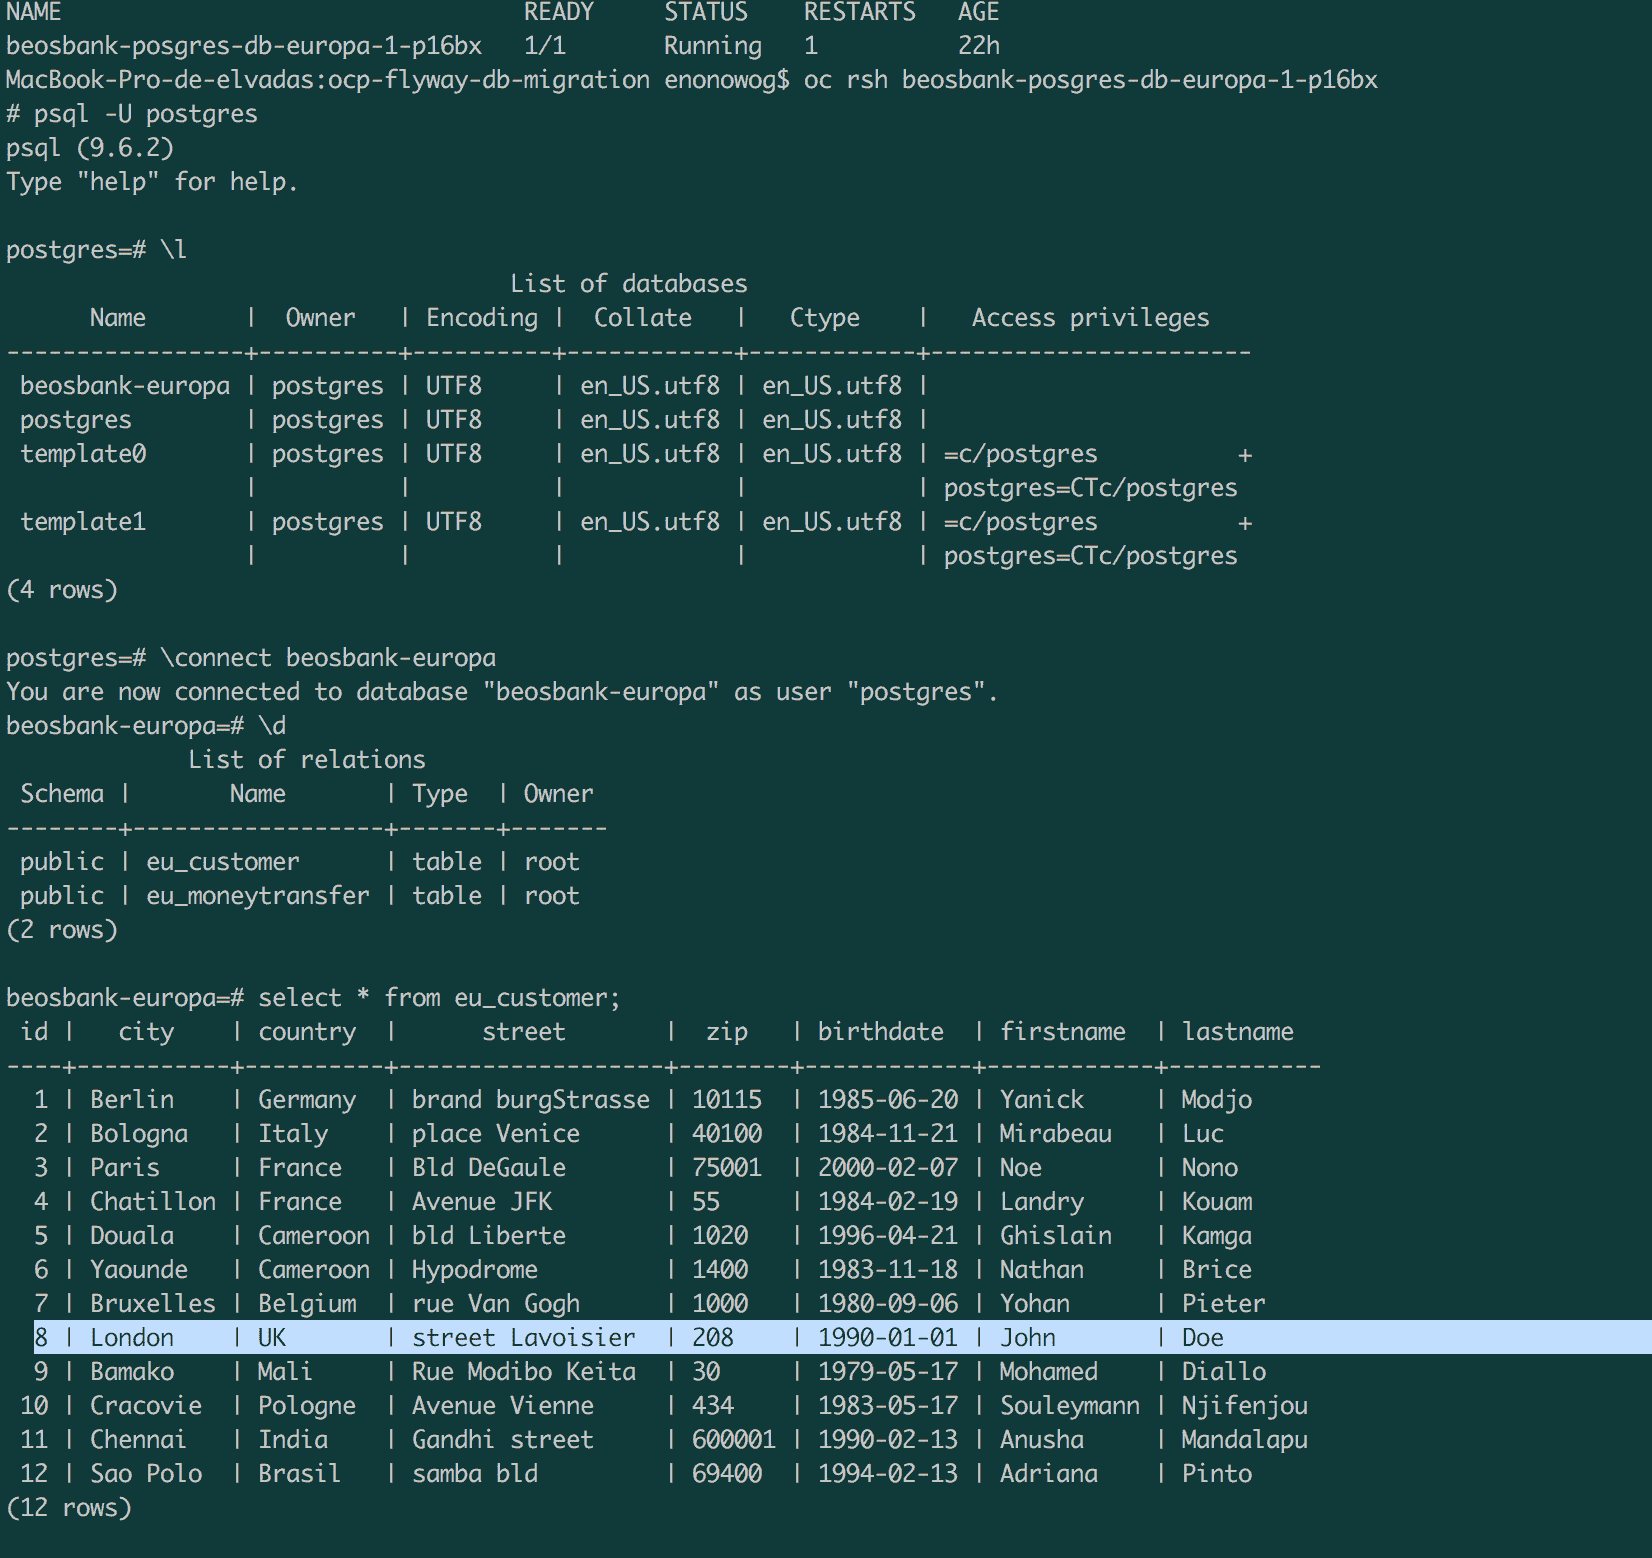 NAME                                 READY     STATUS    RESTARTS   AGE
beosbank-posgres-db-europa-1-p16bx   1/1       Running   1          22h
MacBook-Pro-de-elvadas:ocp-flyway-db-migration enonowog$ oc rsh beosbank-posgres-db-europa-1-p16bx
# psql -U postgres
psql (9.6.2)
Type "help" for help.

postgres=# \l
                                    List of databases
      Name       |  Owner   | Encoding |  Collate   |   Ctype    |   Access privileges
-----------------+----------+----------+------------+------------+-----------------------
 beosbank-europa | postgres | UTF8     | en_US.utf8 | en_US.utf8 |
 postgres        | postgres | UTF8     | en_US.utf8 | en_US.utf8 |
 template0       | postgres | UTF8     | en_US.utf8 | en_US.utf8 | =c/postgres          +
                 |          |          |            |            | postgres=CTc/postgres
 template1       | postgres | UTF8     | en_US.utf8 | en_US.utf8 | =c/postgres          +
                 |          |          |            |            | postgres=CTc/postgres
(4 rows)

postgres=# \connect beosbank-europa
You are now connected to database "beosbank-europa" as user "postgres".
beosbank-europa=# \d
             List of relations
 Schema |       Name       | Type  | Owner
--------+------------------+-------+-------
 public | eu_customer      | table | root
 public | eu_moneytransfer | table | root
(2 rows)

beosbank-europa=# select * from eu_customer;
 id |   city    | country  |      street       |  zip   | birthdate  | firstname  | lastname
----+-----------+----------+-------------------+--------+------------+------------+-----------
  1 | Berlin    | Germany  | brand burgStrasse | 10115  | 1985-06-20 | Yanick     | Modjo
  2 | Bologna   | Italy    | place Venice      | 40100  | 1984-11-21 | Mirabeau   | Luc
  3 | Paris     | France   | Bld DeGaule       | 75001  | 2000-02-07 | Noe        | Nono
  4 | Chatillon | France   | Avenue JFK        | 55     | 1984-02-19 | Landry     | Kouam
  5 | Douala    | Cameroon | bld Liberte       | 1020   | 1996-04-21 | Ghislain   | Kamga
  6 | Yaounde   | Cameroon | Hypodrome         | 1400   | 1983-11-18 | Nathan     | Brice
  7 | Bruxelles | Belgium  | rue Van Gogh      | 1000   | 1980-09-06 | Yohan      | Pieter
  8 | London    | UK       | street Lavoisier  | 208    | 1990-01-01 | John       | Doe
  9 | Bamako    | Mali     | Rue Modibo Keita  | 30     | 1979-05-17 | Mohamed    | Diallo
 10 | Cracovie  | Pologne  | Avenue Vienne     | 434    | 1983-05-17 | Souleymann | Njifenjou
 11 | Chennai   | India    | Gandhi street     | 600001 | 1990-02-13 | Anusha     | Mandalapu
 12 | Sao Polo  | Brasil   | samba bld         | 69400  | 1994-02-13 | Adriana    | Pinto
(12 rows)